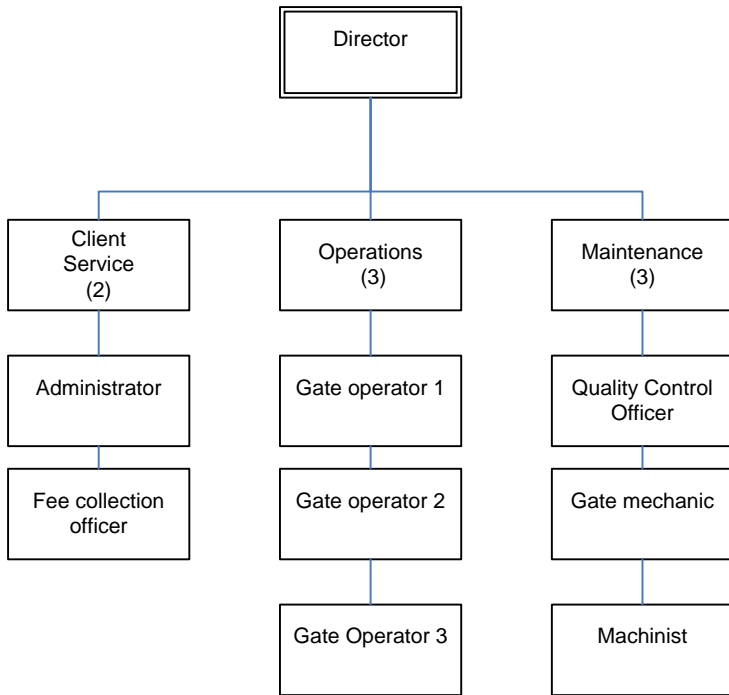 Director
Client
Service
(2)
Operations
(3)
Maintenance
(3)
Administrator
Gate operator 1
Quality Control
Officer
Fee collection
officer
Gate operator 2
Gate mechanic
Gate Operator 3
Machinist